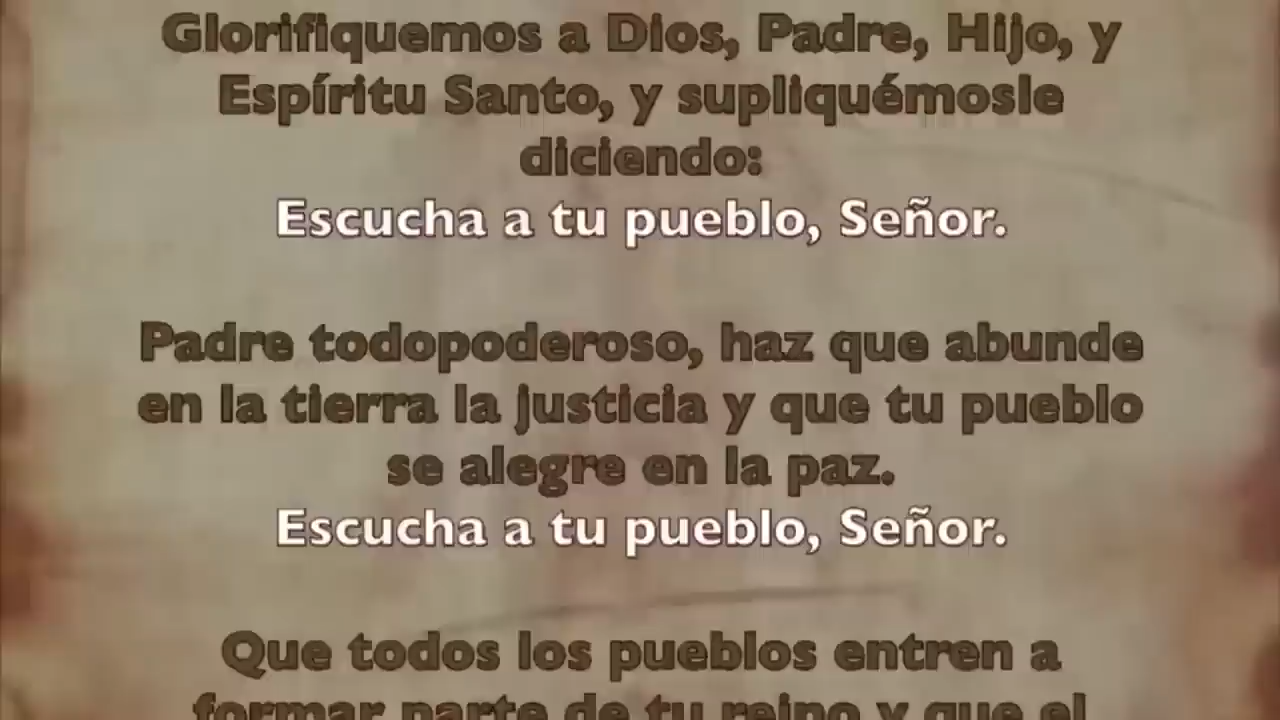 Glorifiquemos a Dios, Padre, Hijo, y
Espíritu Santo, y supliquémosle
diciendo:
Escucha a tu pueblo, Señor.
Padre todopoderoso, haz que abunde
en la tierra la justicia y que tu pueblo
se alegre en la paz.
Escucha a tu pueblo, Señor.
Que todos los pueblos entren a
formar parte de tu reino y que el